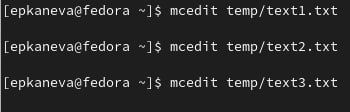 [epkaneva@fedora ~]$ mcedit temp/text1.txt
[epkaneva@fedora ~]$ mcedit temp/text2.txt
[epkaneva@fedora ~]$ mcedit temp/text3.txt